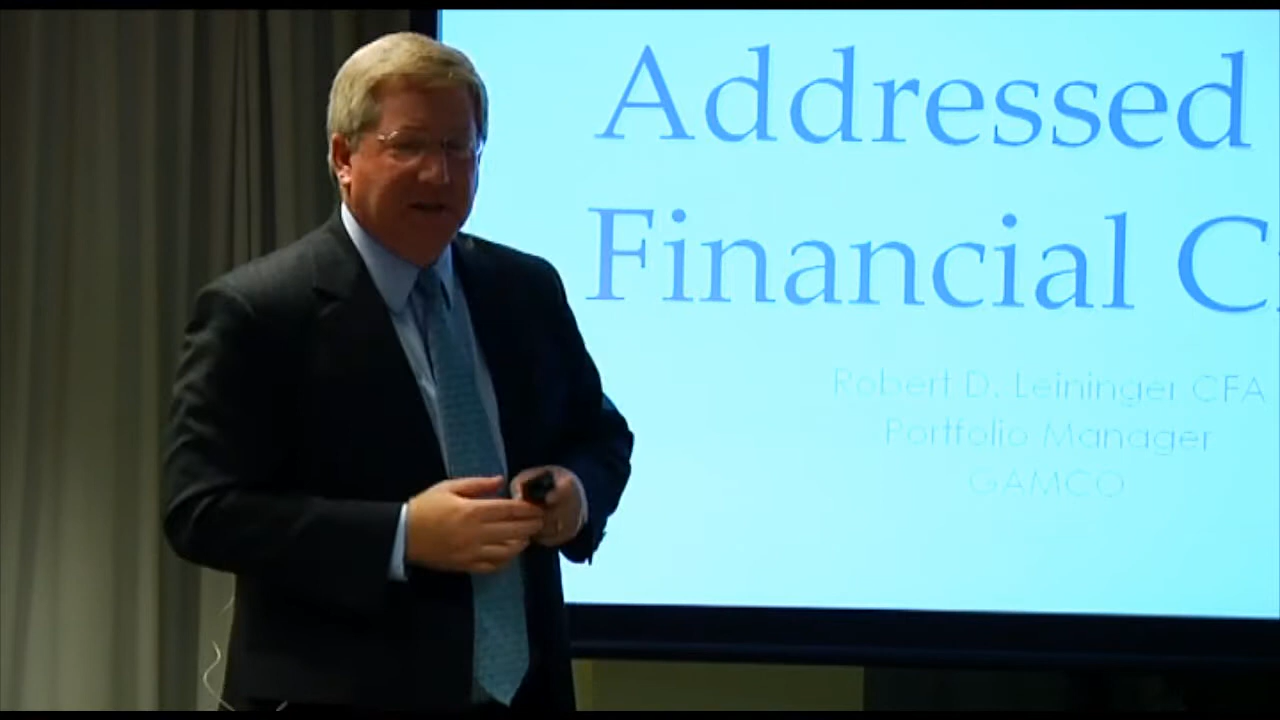 Addressed
Financial C
Robert D. Leininger CFA
Portfolio Manager
GAMCO